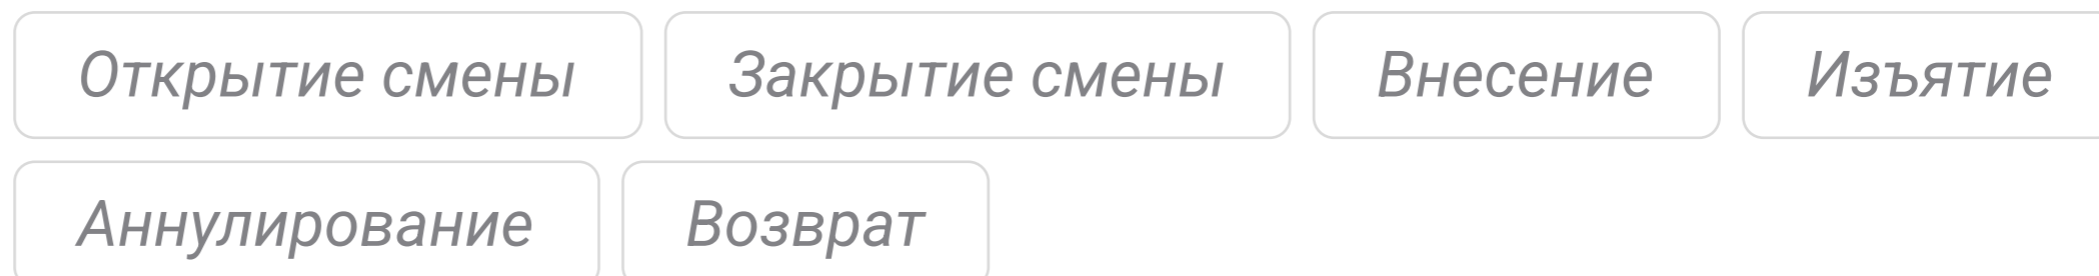 Открытие смены Закрытие смены Внесение Изъятие
Аннулирование Возврат